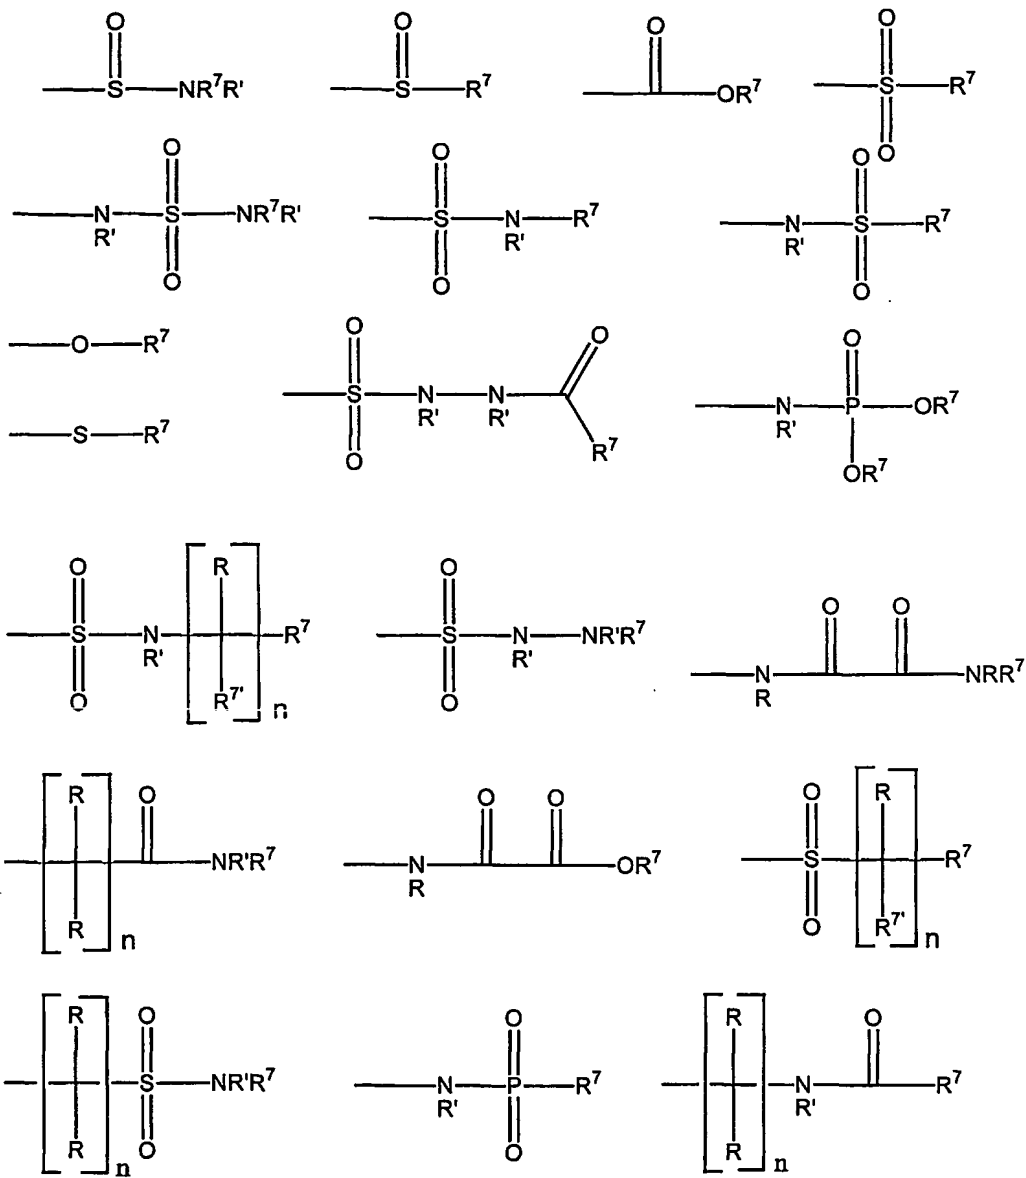 O O O O
S NR⁷R' S R⁷ OR⁷ S R⁷
O
O O O
N S NR⁷R' S N R⁷ N S R⁷
R' R' R'
O O O
O R⁷ O O O
S N N N P OR⁷
R' R' R'
S R⁷ O R⁷ OR⁷
O R O O O
S N R⁷ S N NR'R⁷
R' R' N NRR⁷
O R⁷' n O R
R O O O O R
NR'R⁷ N OR⁷ S R⁷
R
R n O R⁷' n
R O O R O
S NR'R⁷ N P R⁷ N R⁷
R' R'
R n O O R n